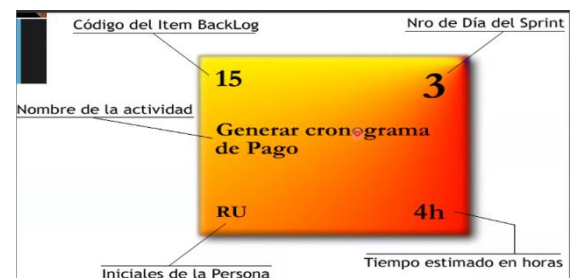 Código del Item BackLog
Nro de Día del Sprint
15
3
Nombre de la actividad
Generar cronograma
de Pago
RU
4h
Iniciales de la Persona
Tiempo estimado en horas